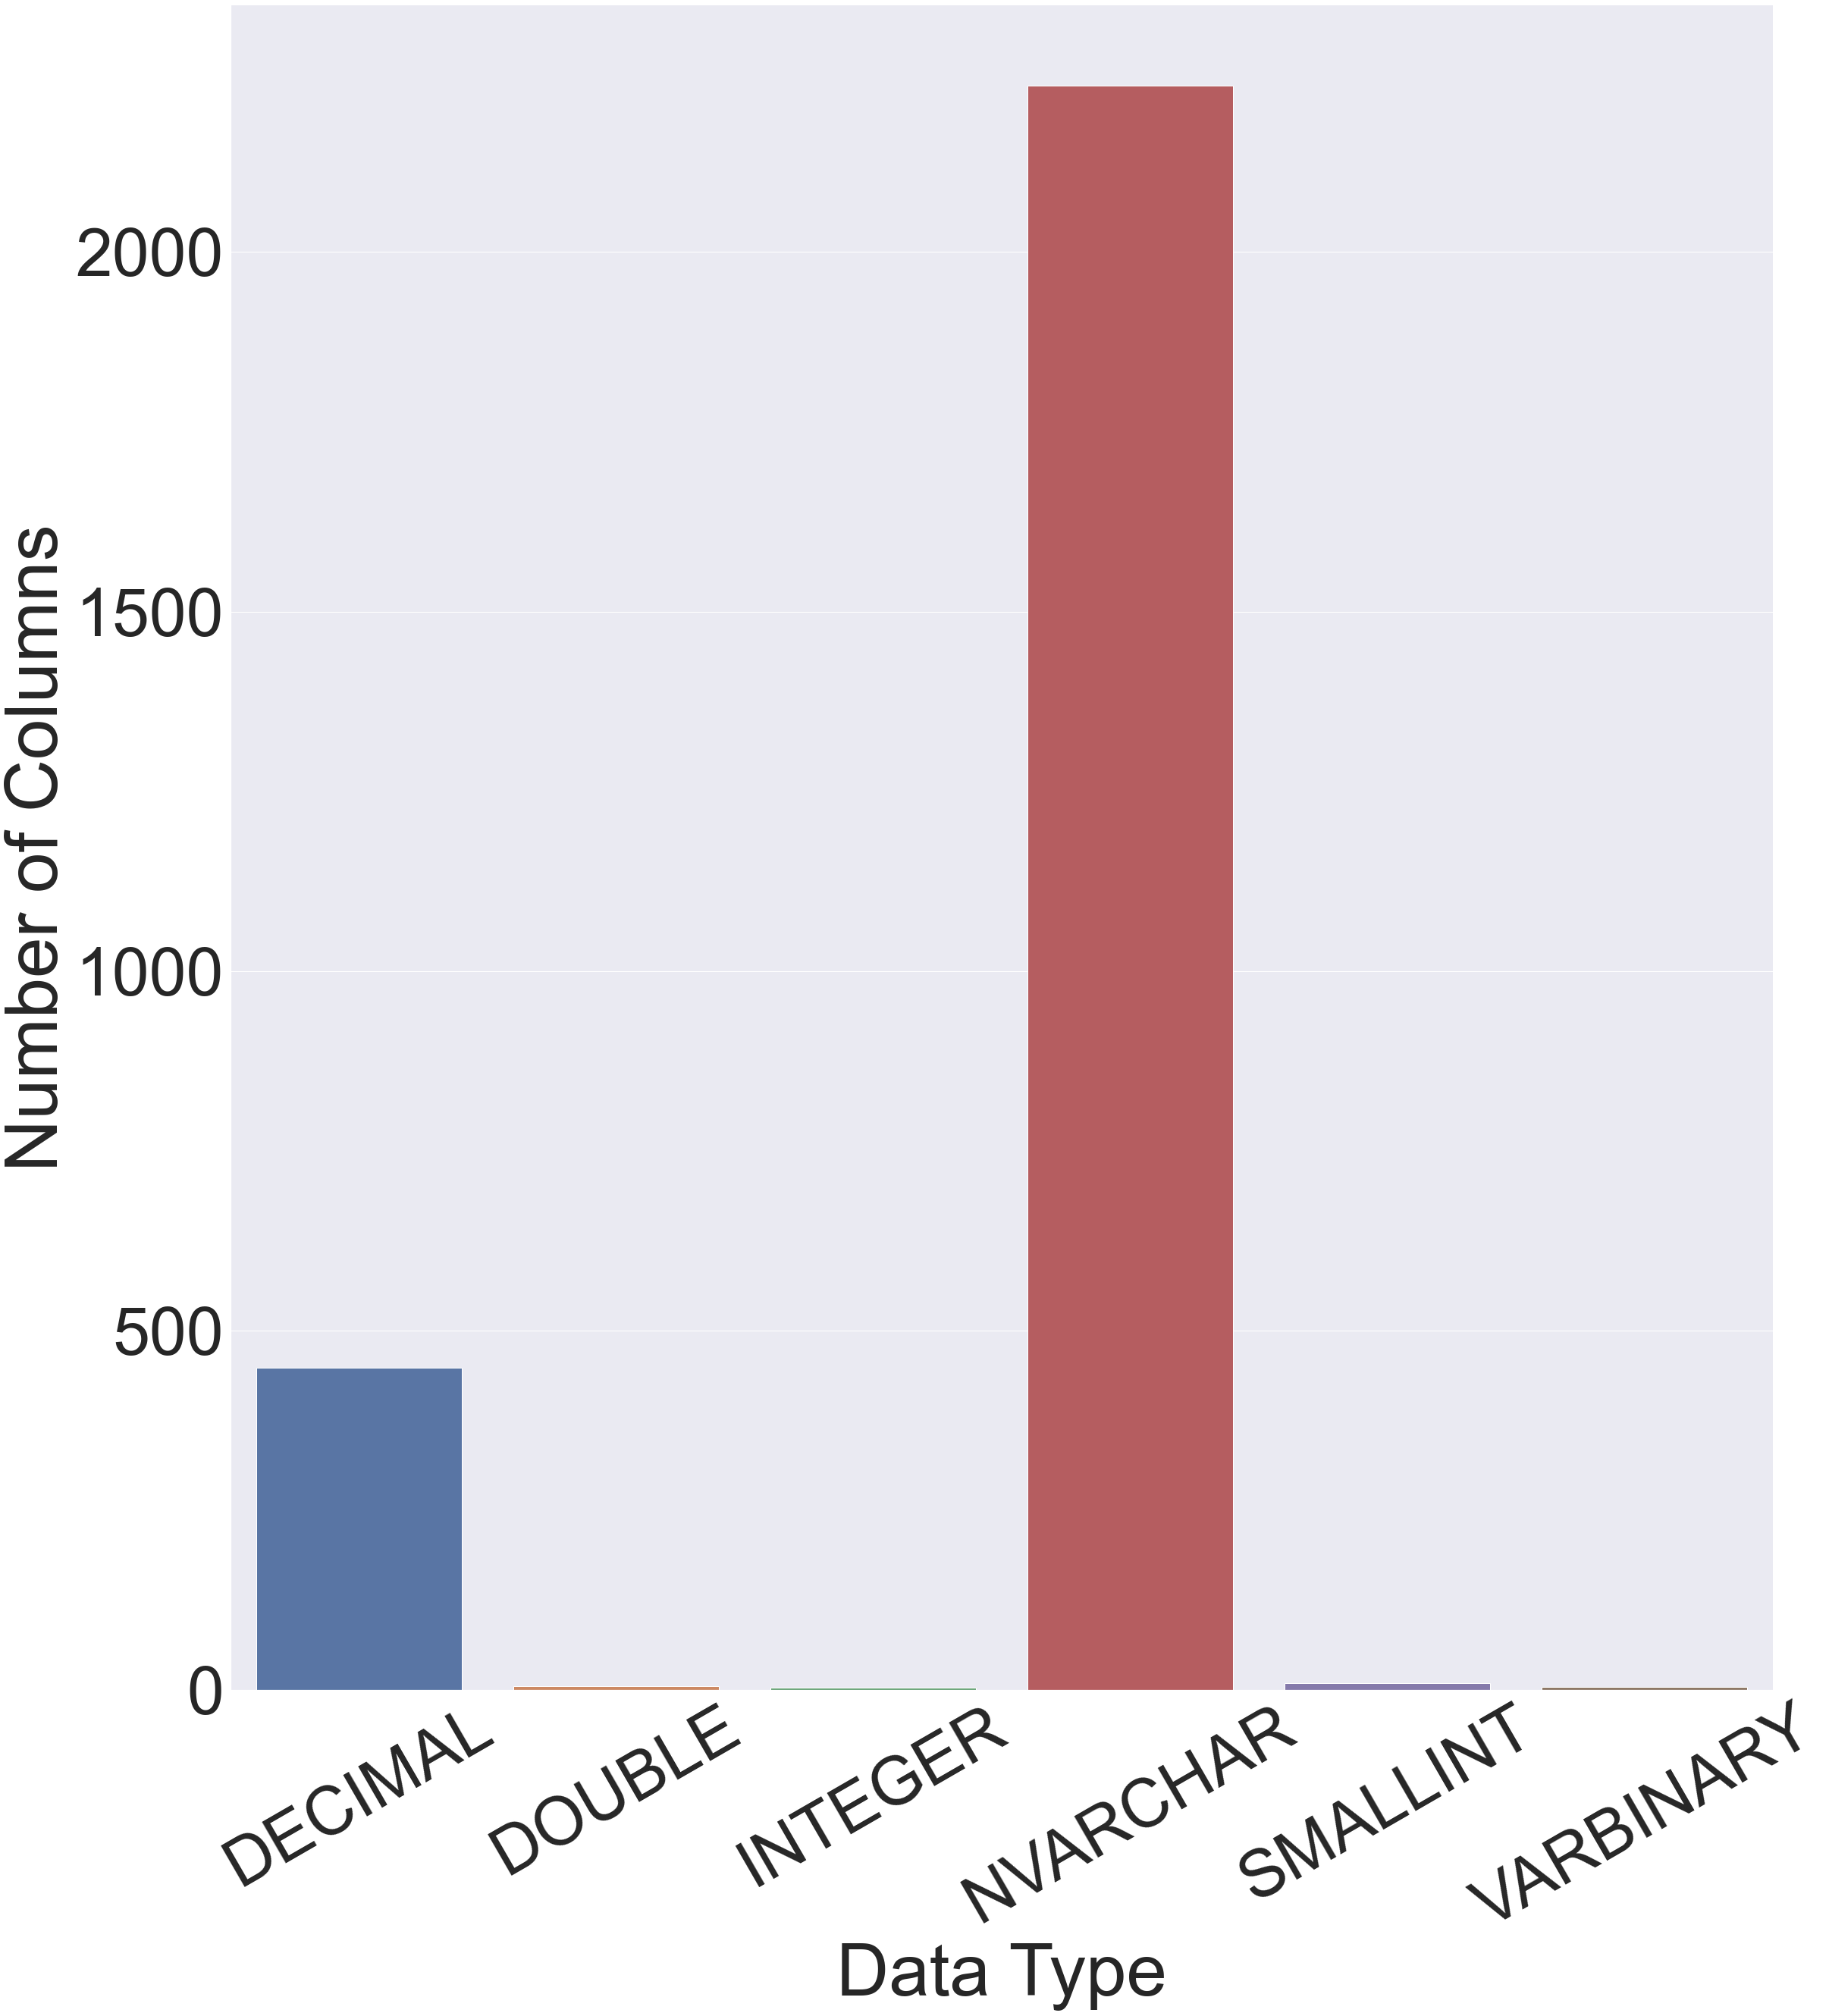 Number of Columns
2000
1500
1000
500
0
DECIMAL
DOUBLE
INTEGER
NVARCHAR
SMALLINT
VARBINARY
Data Type